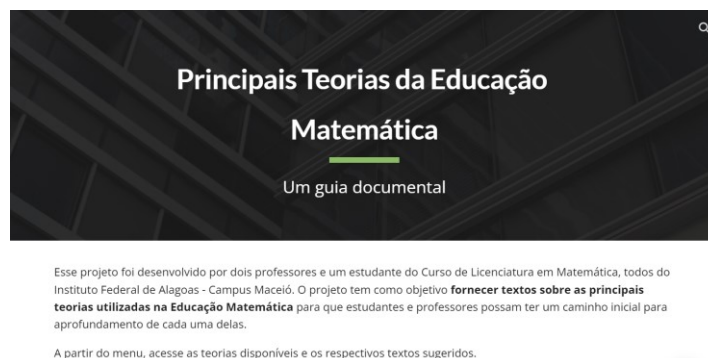 Principais Teorias da Educação
Matemática
Um guia documental
Esse projeto foi desenvolvido por dois professores e um estudante do Curso de Licenciatura em Matemática, todos do
Instituto Federal de Alagoas - Campus Maceió. O projeto tem como objetivo fornecer textos sobre as principais
teorias utilizadas na Educação Matemática para que estudantes e professores possam ter um caminho inicial para
aprofundamento de cada uma delas.
A partir do menu, acesse as teorias disponíveis e os respectivos textos sugeridos.